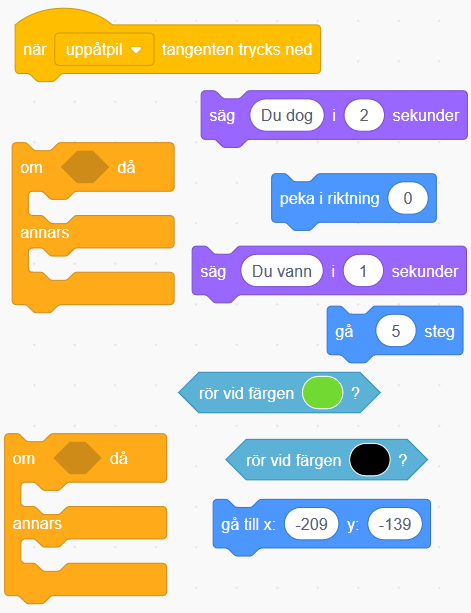 när uppåtpil tangenten trycks ned
säg Du dog i 2 sekunder
om då
peka i riktning 0
annars
säg Du vann i 1 sekunder
gå 5 steg
rör vid färgen ?
om då
rör vid färgen ?
gå till x: -209 y: -139
annars